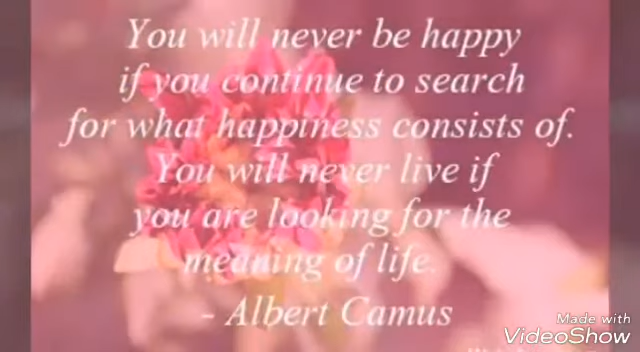 You will never be happy
if you continue to search
for what happiness consists of.
You will never live if
you are looking for the
meaning of life.
- Albert Camus
Made with
VideoShow